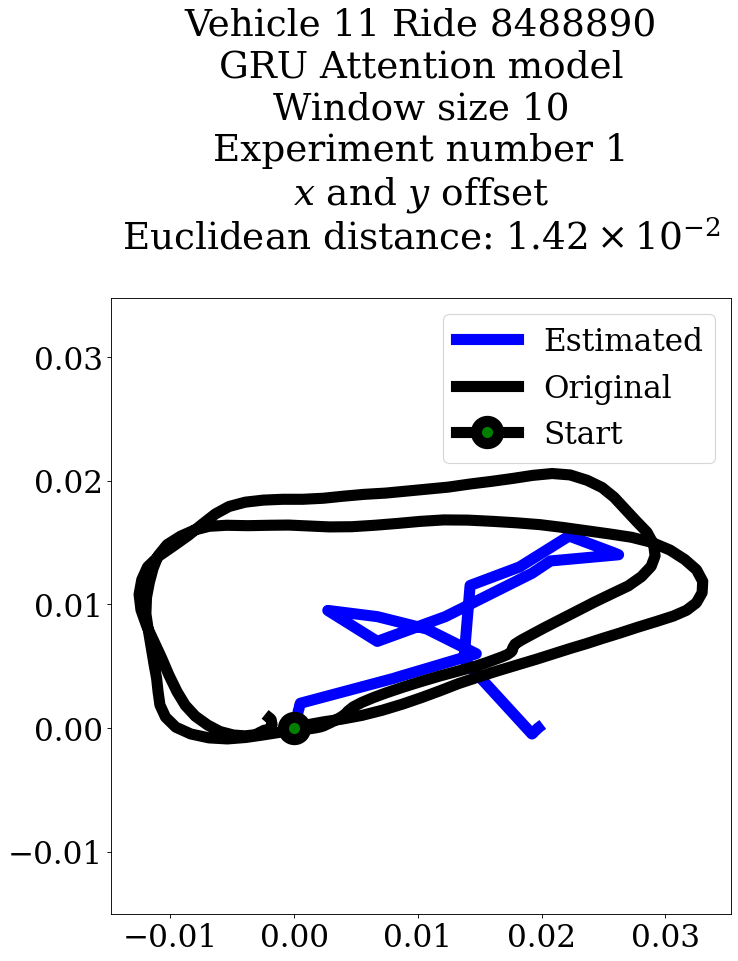 Vehicle 11 Ride 8488890
GRU Attention model
Window size 10
Experiment number 1
x and y offset
Euclidean distance: 1.42 × 10⁻²
Estimated
Original
Start
0.03
0.02
0.01
0.00
−0.01
−0.01 0.00 0.01 0.02 0.03